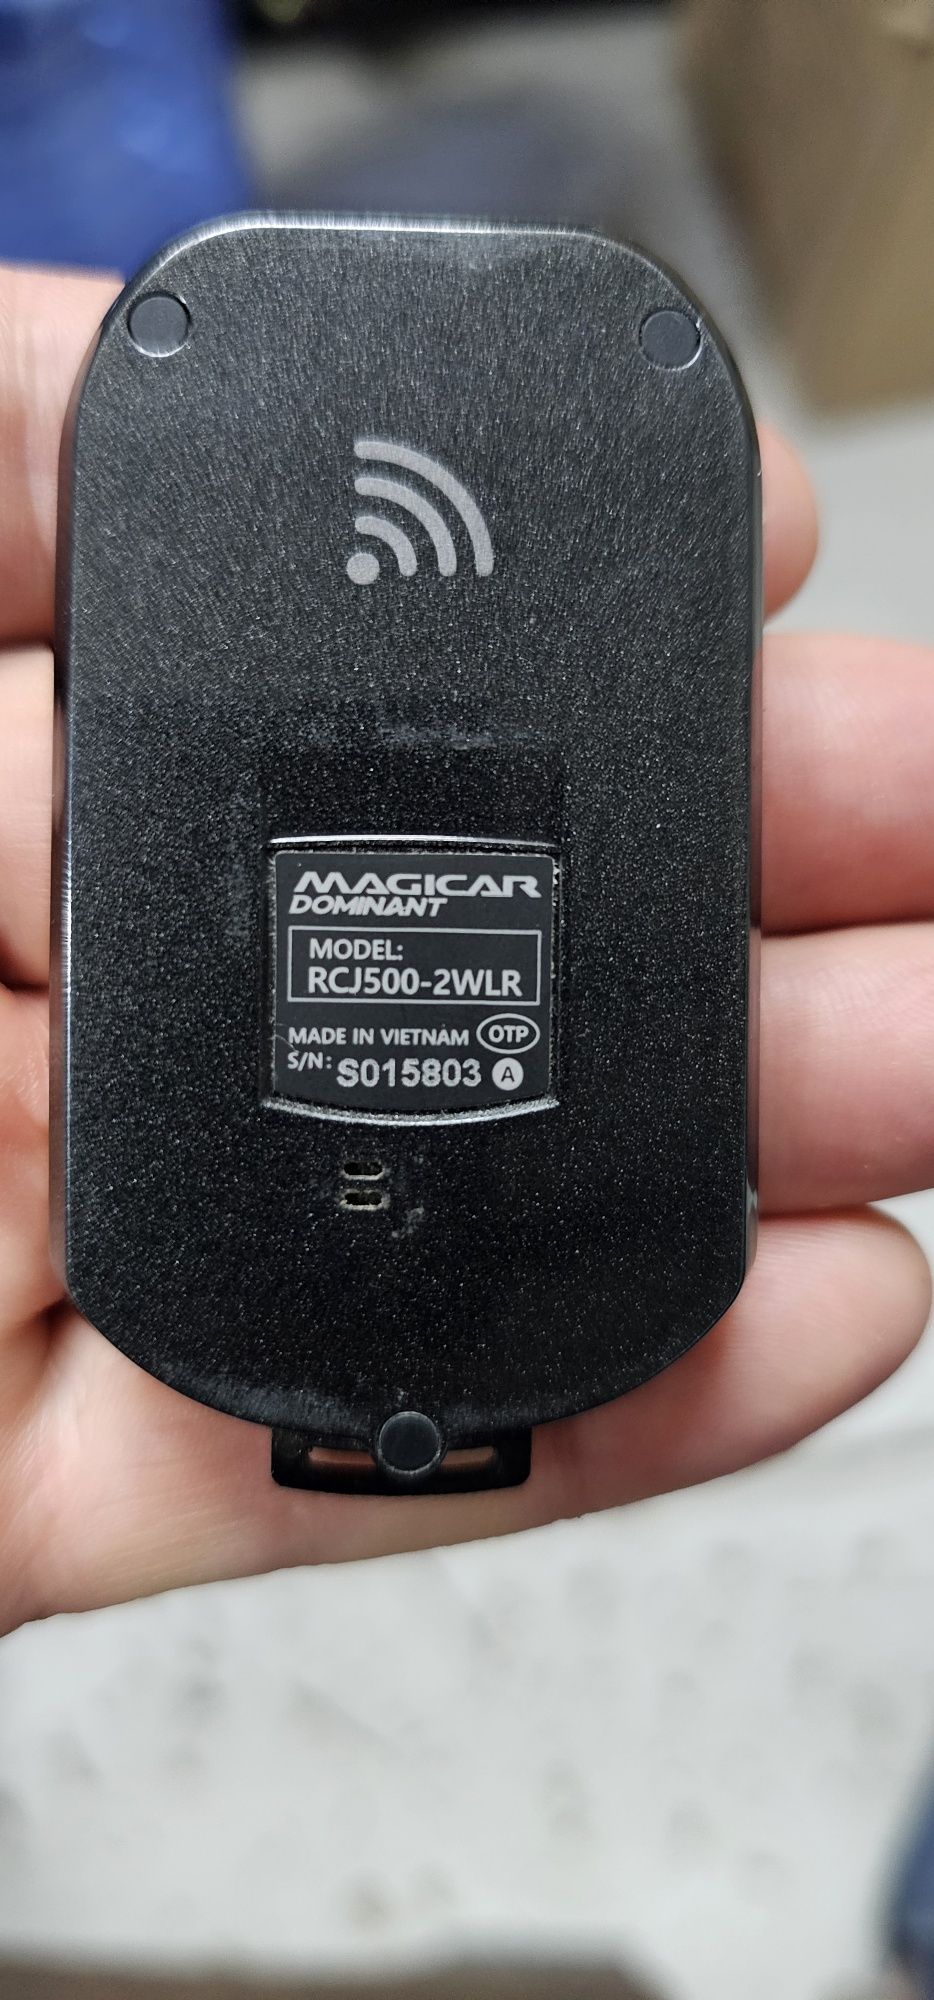 MAGICAR
DOMINANT
MODEL:
RCJ500-2WLR
MADE IN VIETNAM OTP
S/N: S015803 A